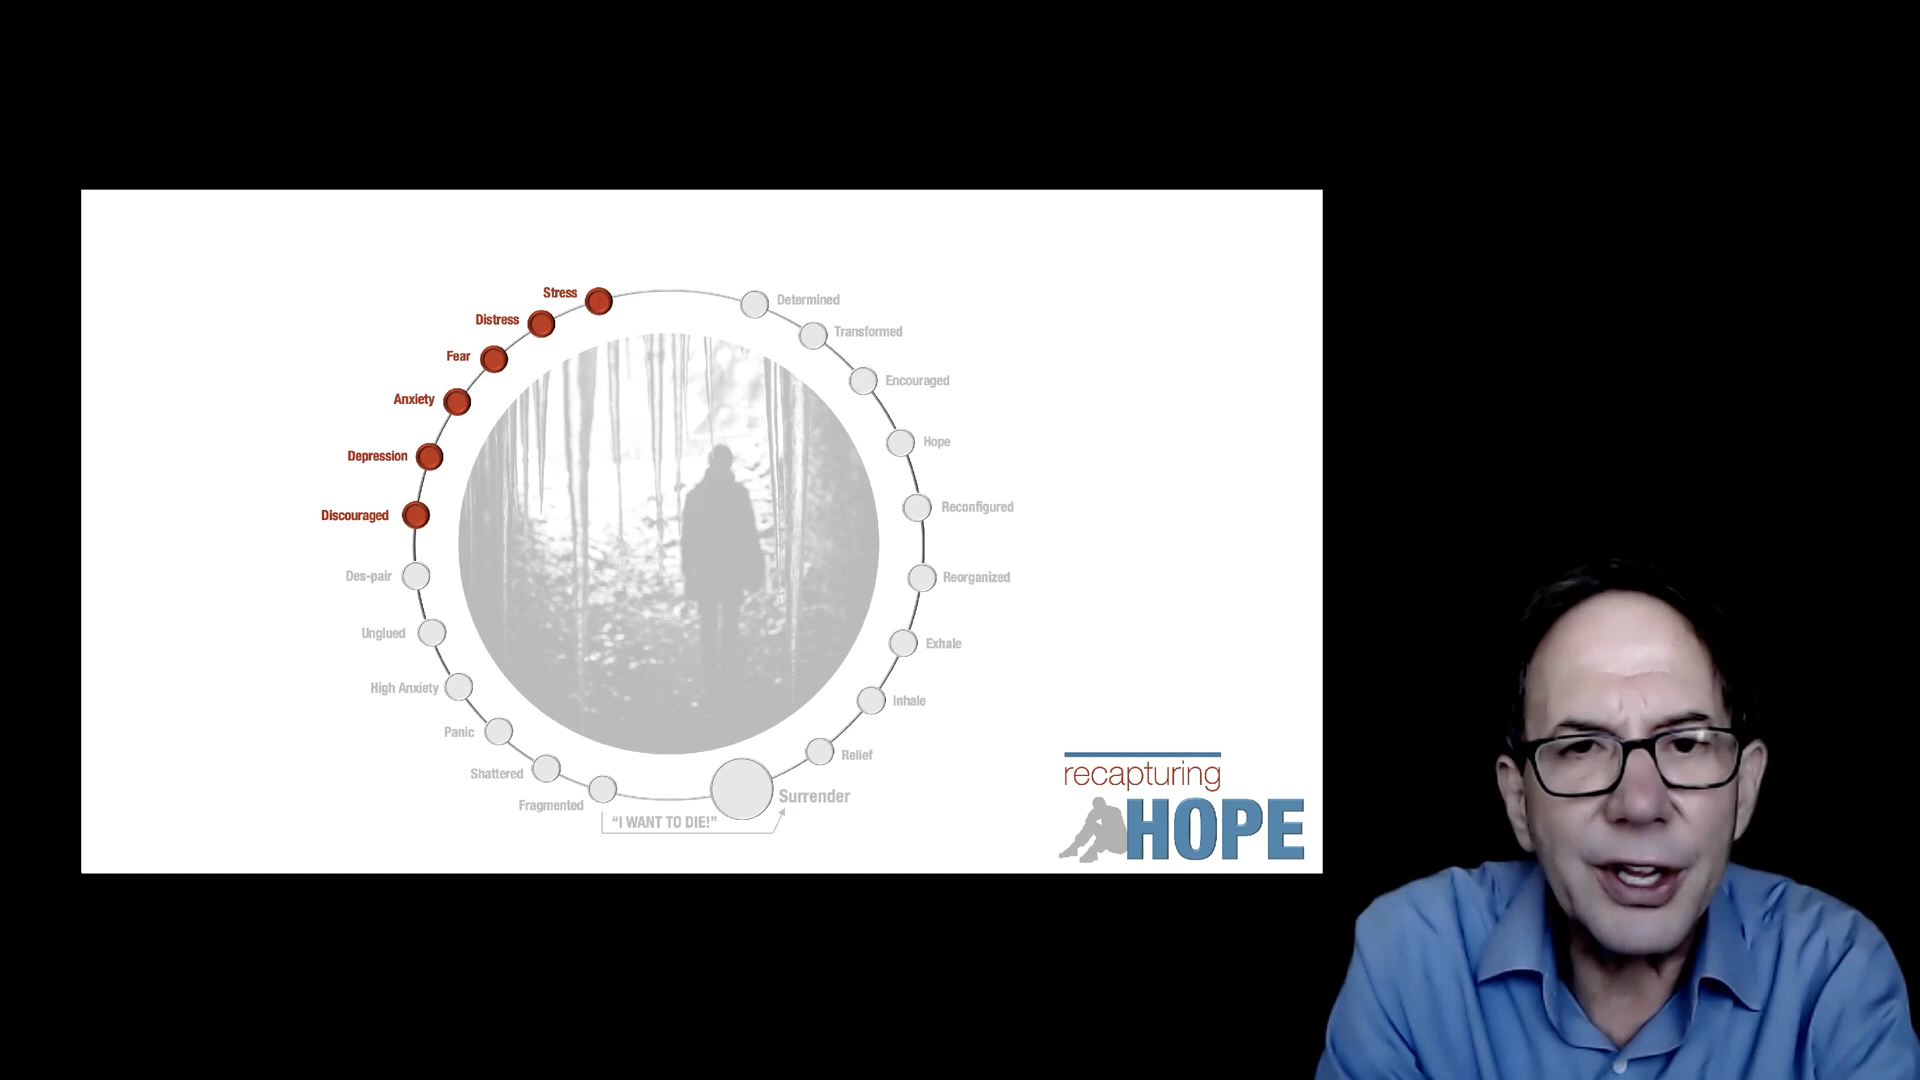 Stress
Distress
Fear
Anxiety
Depression
Discouraged
Des-pair
Unglued
High Anxiety
Panic
Shattered
Fragmented
"I WANT TO DIE!"
Surrender
Relief
Inhale
Exhale
Reorganized
Reconfigured
Hope
Encouraged
Transformed
Determined
recapturing
HOPE